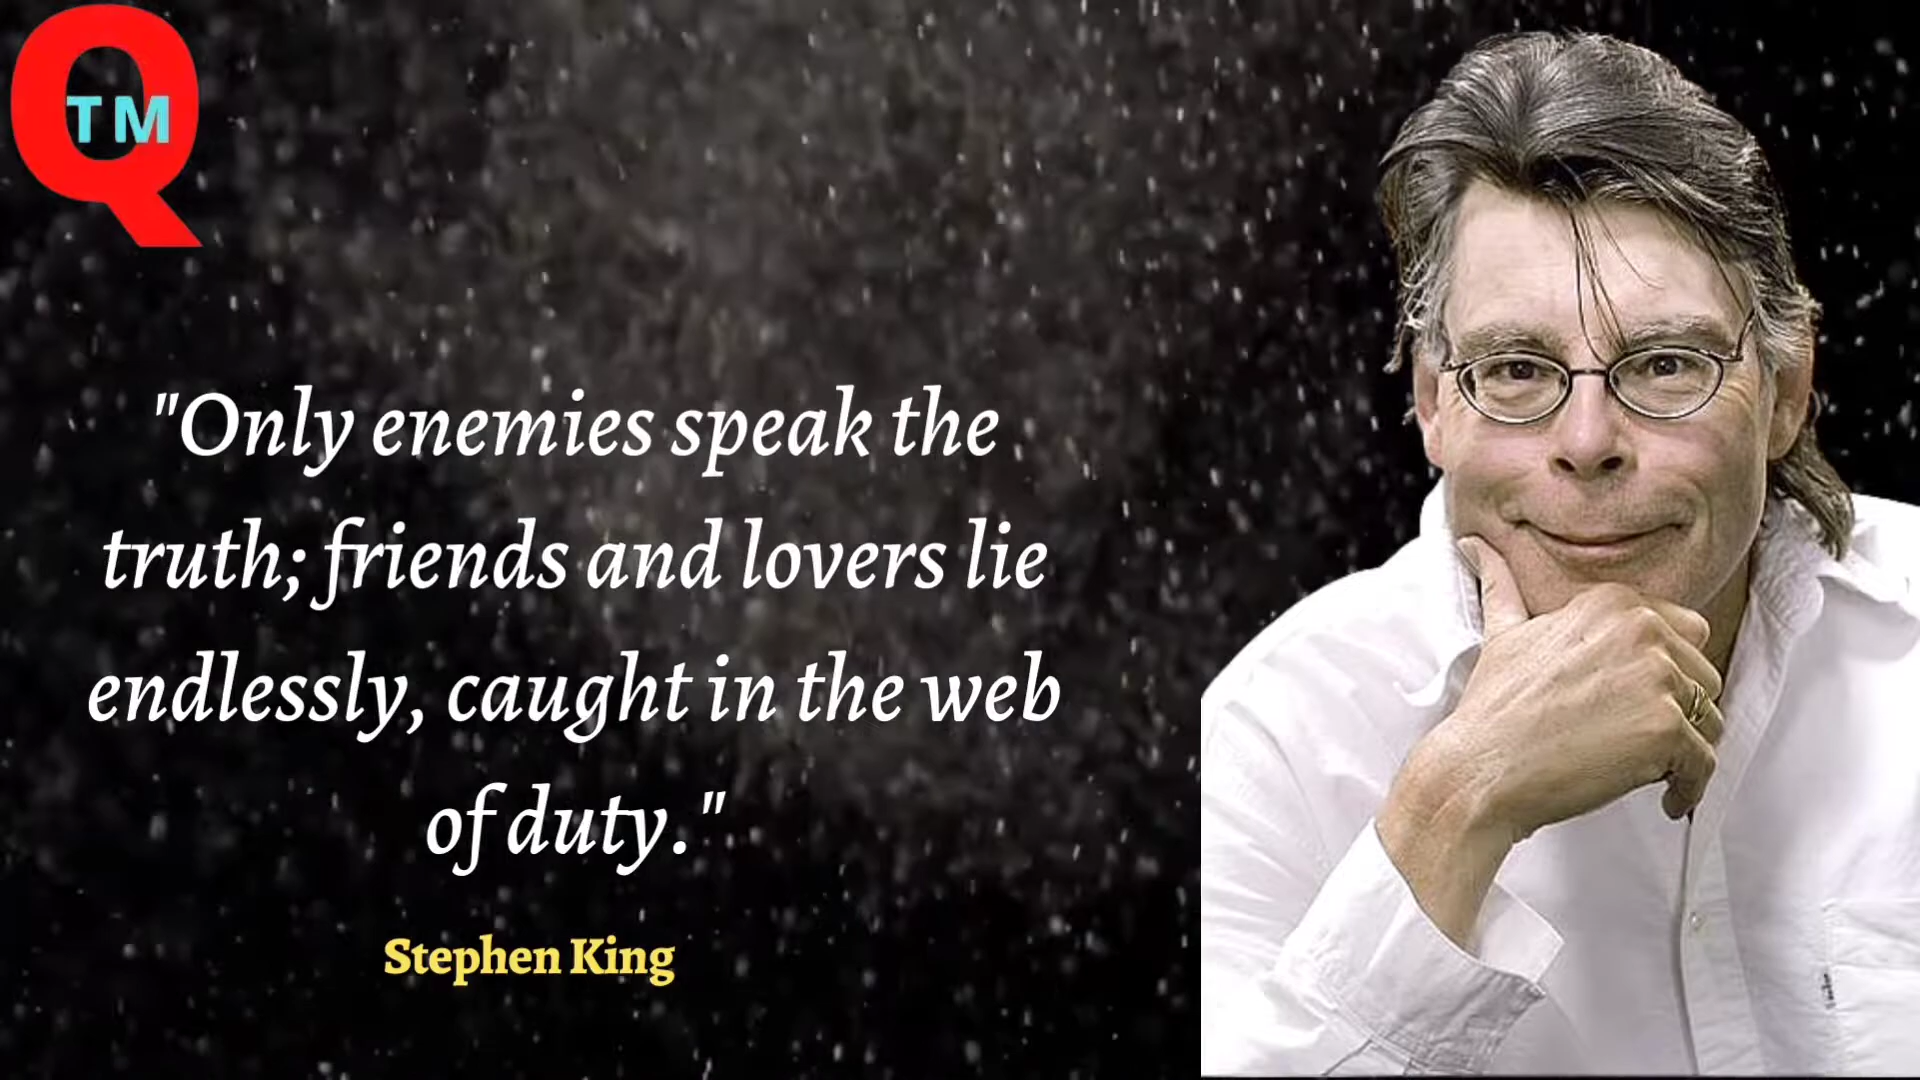 Q
TM
"Only enemies speak the
truth; friends and lovers lie
endlessly, caught in the web
of duty."
Stephen King